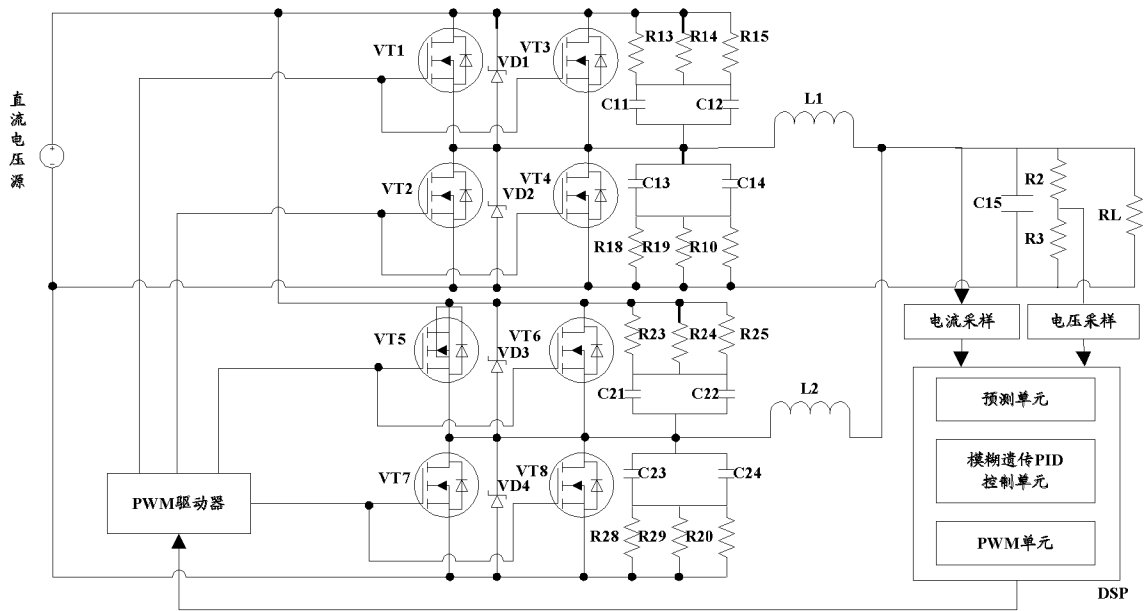 直流电压源
VT1
VD1
VT3
R13
R14
R15
C11
C12
L1
VT2
VD2
VT4
C13
C14
R18
R19
R10
C15
R2
R3
RL
VT5
VD3
VT6
R23
R24
R25
C21
C22
L2
电流采样
电压采样
预测单元
模糊遗传PID
控制单元
PWM单元
DSP
VT7
VD4
VT8
C23
C24
R28
R29
R20
PWM驱动器